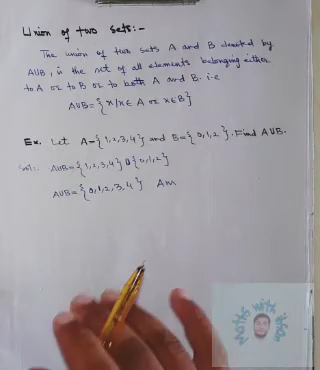 Union of two sets:-
The union of two sets A and B denoted by
A∪B, is the set of all elements belonging either
to A or to B or to both A and B. i.e
A∪B = {x/x∈A or x∈B}
Ex. Let A={1,2,3,4} and B={0,1,2}. Find A∪B.
Sol:. A∪B={1,2,3,4}∪{0,1,2}
A∪B={0,1,2,3,4} Ans
Maths with